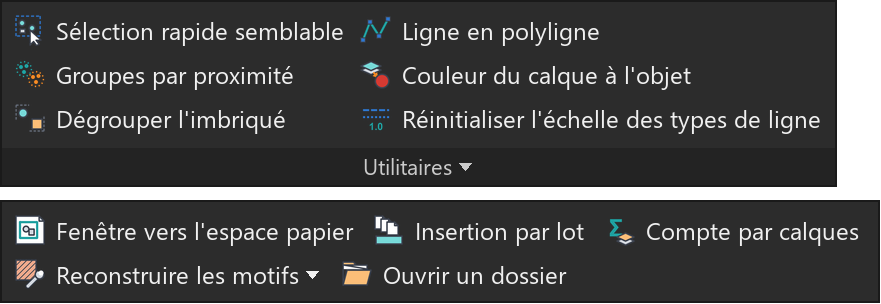 Sélection rapide semblable Ligne en polyligne
Groupes par proximité Couleur du calque à l'objet
Dégrouper l'imbriqué 1.0 Réinitialiser l'échelle des types de ligne
Utilitaires
Fenêtre vers l'espace papier Insertion par lot Compte par calques
Reconstruire les motifs Ouvrir un dossier